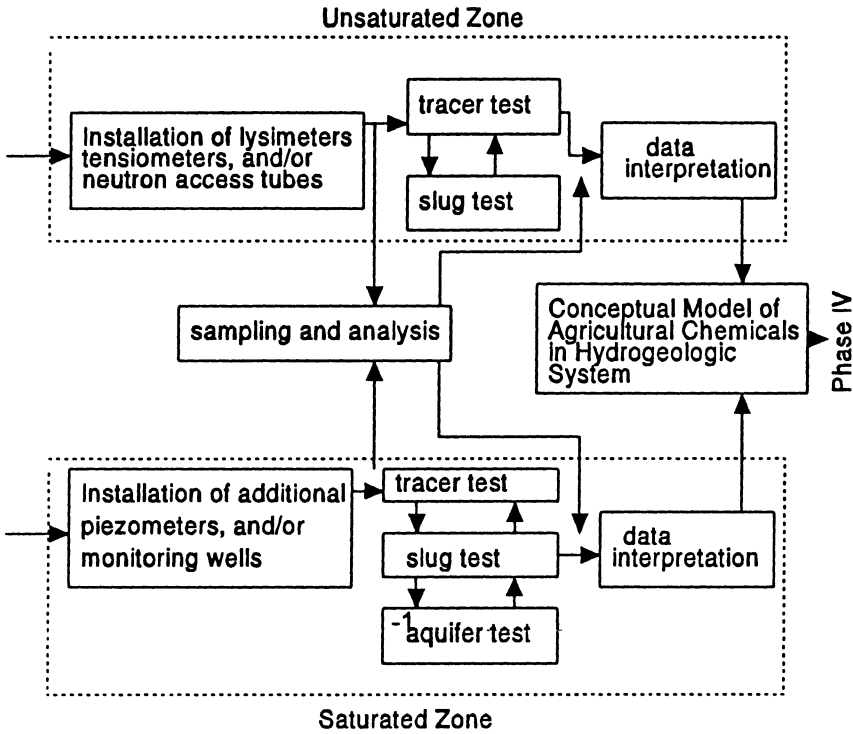 Unsaturated Zone
Installation of lysimeters
tensiometers, and/or
neutron access tubes
tracer test
slug test
data
interpretation
sampling and analysis
Conceptual Model of
Agricultural Chemicals
in Hydrogeologic
System
Phase IV
Installation of additional
piezometers, and/or
monitoring wells
tracer test
slug test
-1
aquifer test
data
interpretation
Saturated Zone